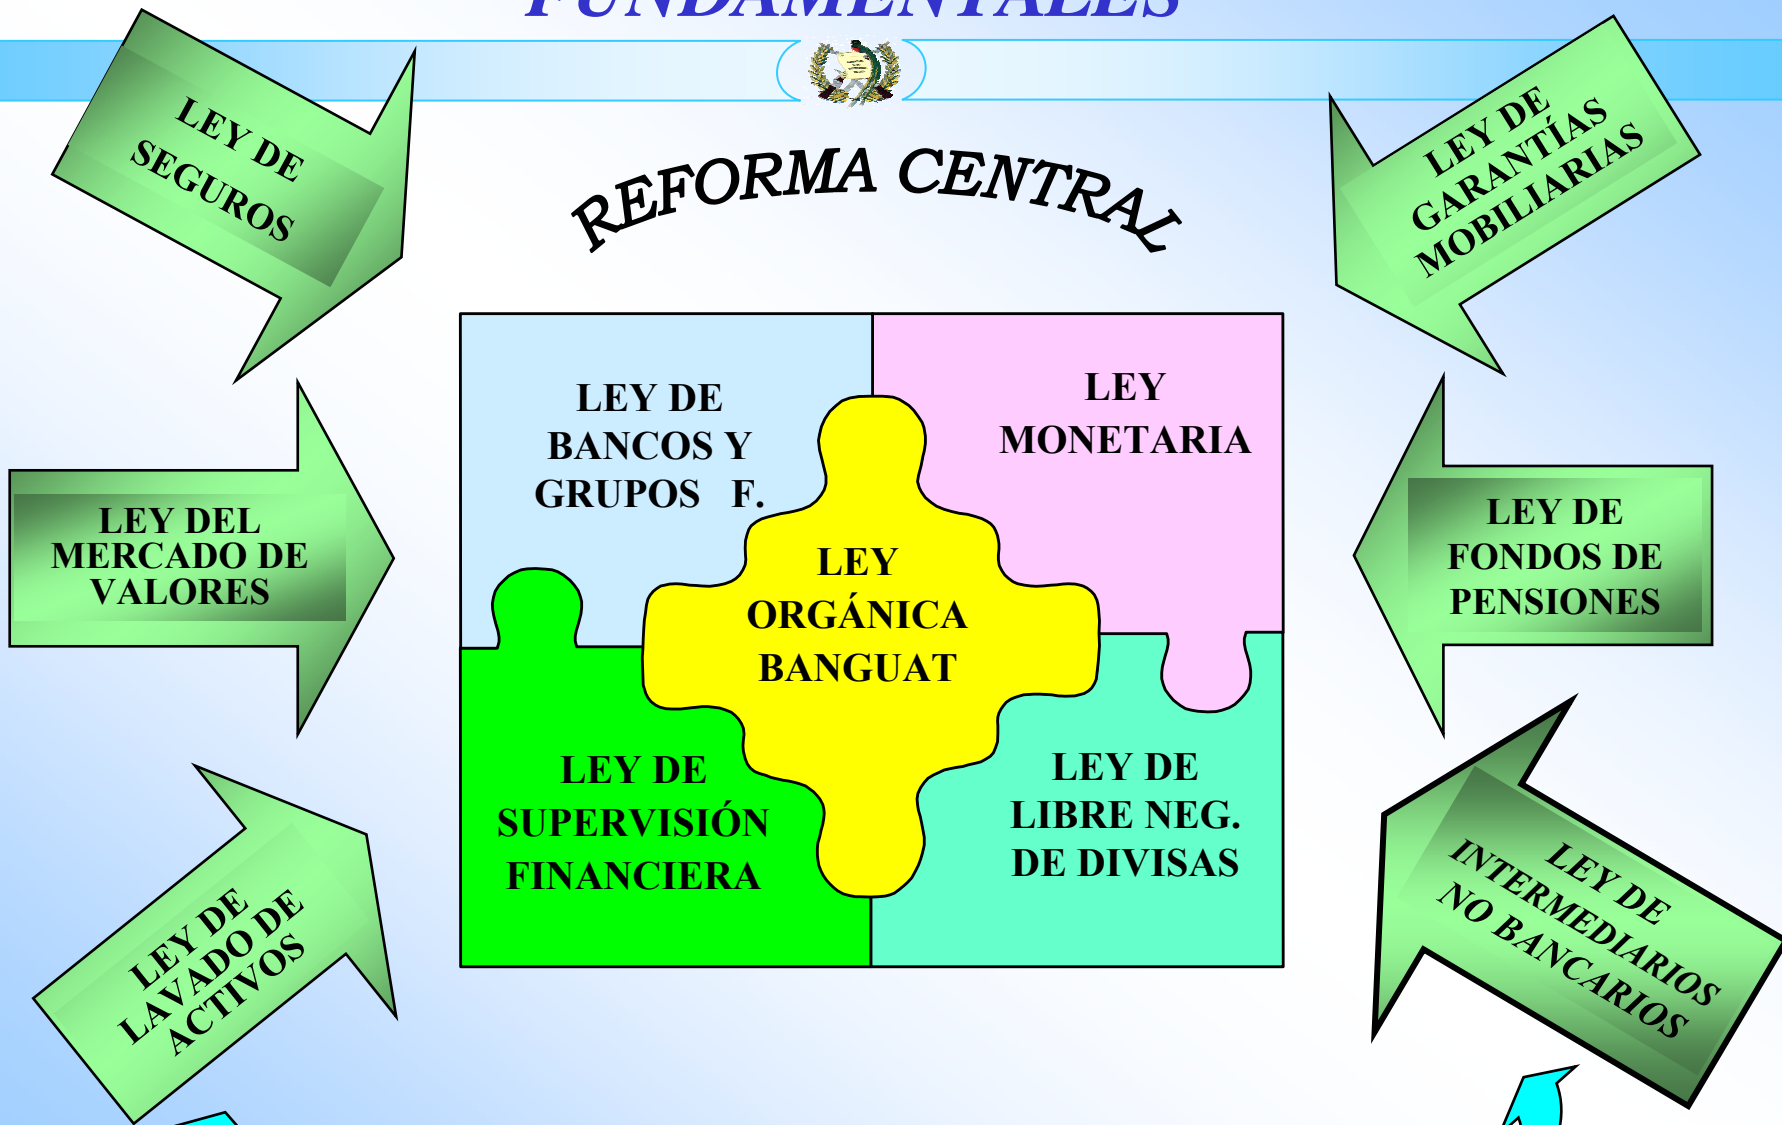 FUNDAMENTALES
REFORMA CENTRAL
LEY DE
SEGUROS
LEY DE
GARANTÍAS
MOBILIARIAS
LEY DE
BANCOS Y
GRUPOS F.
LEY
MONETARIA
LEY DEL
MERCADO DE
VALORES
LEY
ORGÁNICA
BANGUAT
LEY DE
FONDOS DE
PENSIONES
LEY DE
SUPERVISIÓN
FINANCIERA
LEY DE
LIBRE NEG.
DE DIVISAS
LEY DE
LAVADO DE
ACTIVOS
LEY DE
INTERMEDIARIOS
NO BANCARIOS